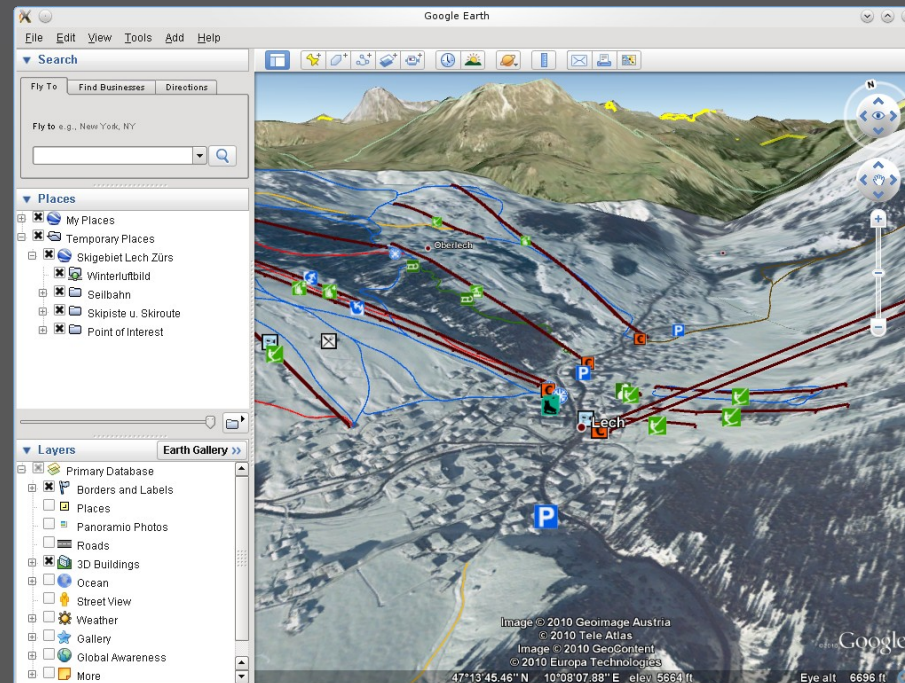 Google Earth
File Edit View Tools Add Help
Search
Fly To Find Businesses Directions
Fly to e.g., New York, NY
Places
My Places
Temporary Places
Skigebiet Lech Zürs
Winterluftbild
Seilbahn
Skipiste u. Skiroute
Point of Interest
Layers
Earth Gallery »
Primary Database
Borders and Labels
Places
Panoramio Photos
Roads
3D Buildings
Ocean
Street View
Weather
Gallery
Global Awareness
More
N
Oberlech
P
P
Lech
P
Image © 2010 Geoimage Austria
© 2010 Tele Atlas
Image © 2010 GeoContent
© 2010 Europa Technologies
©2010 Google
47°13'45.46" N 10°08'07.88" E elev 5664 ft
Eye alt 6696 ft